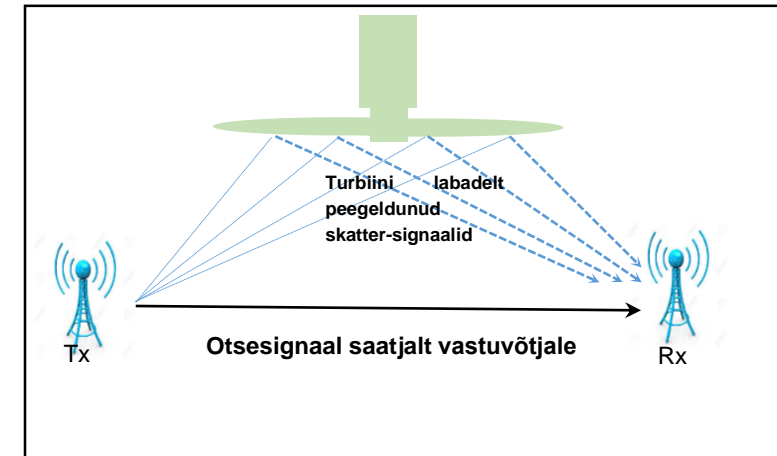 Turbiini labadelt
peegeldunud
skatter-signaalid
Tx
Otsesignaal saatjalt vastuvõtjale
Rx